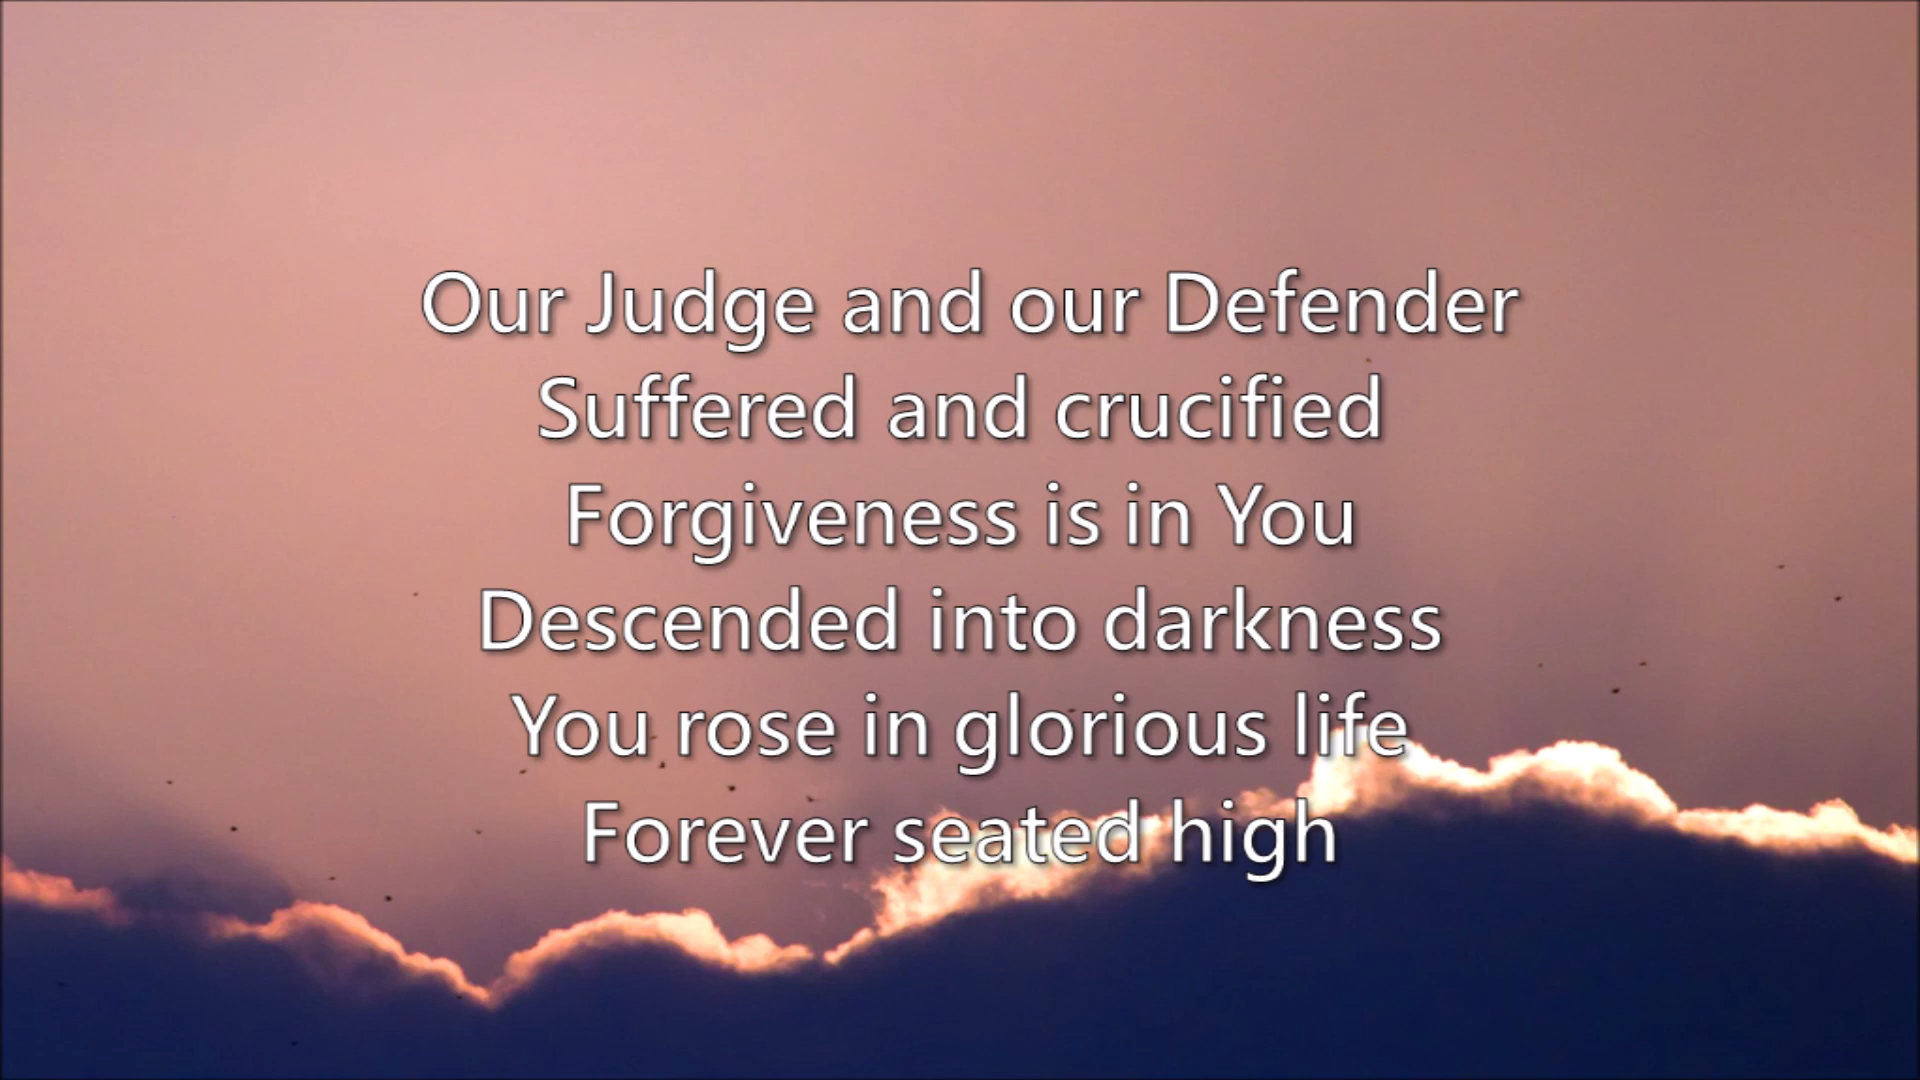 Our Judge and our Defender
Suffered and crucified
Forgiveness is in You
Descended into darkness
You rose in glorious life
Forever seated high